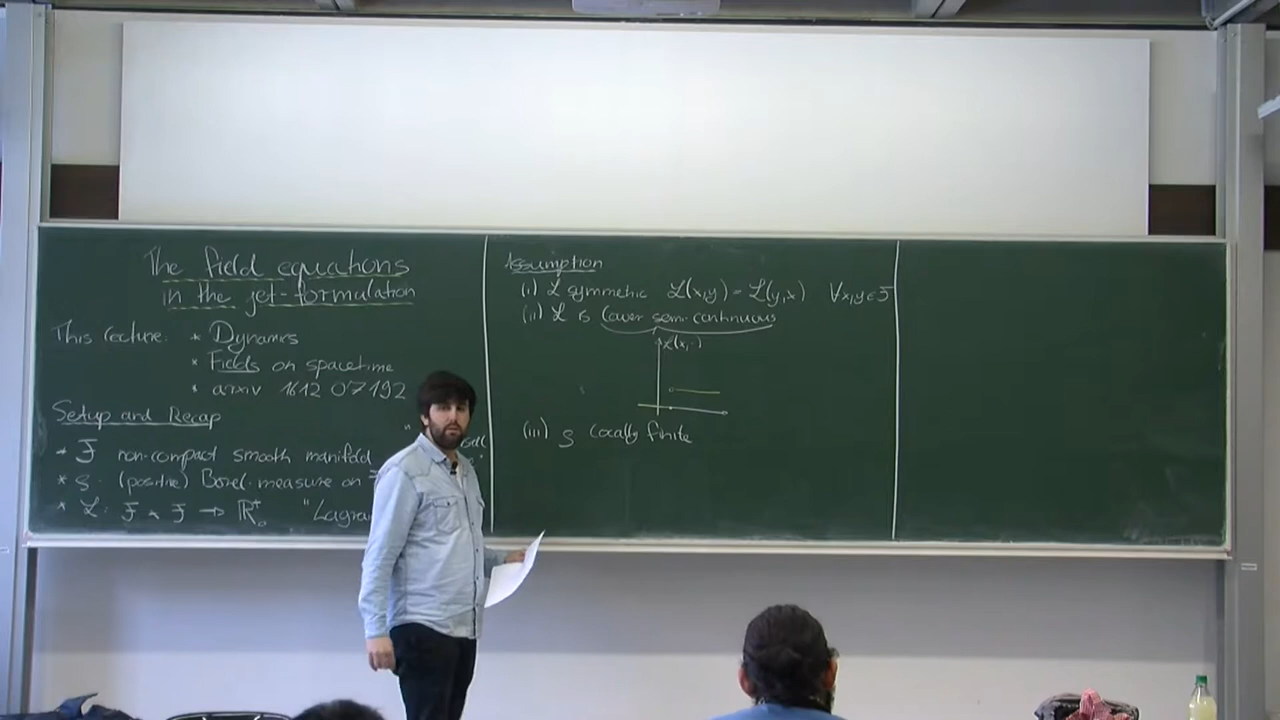 The field equations
in the jet-formulation
This lecture: * Dynamics
* Fields on spacetime
* arxiv 1612.07192
Setup and Recap
* F non-compact smooth manifold
* ρ: (positive) Borel-measure on
* L: F × F → ℝ₀⁺ "Lagra
Assumption
(i) L symmetric L(x,y) = L(y,x) ∀x,y ∈ F
(ii) L is lower semi-continuous
L(x,·)
(iii) ρ locally finite